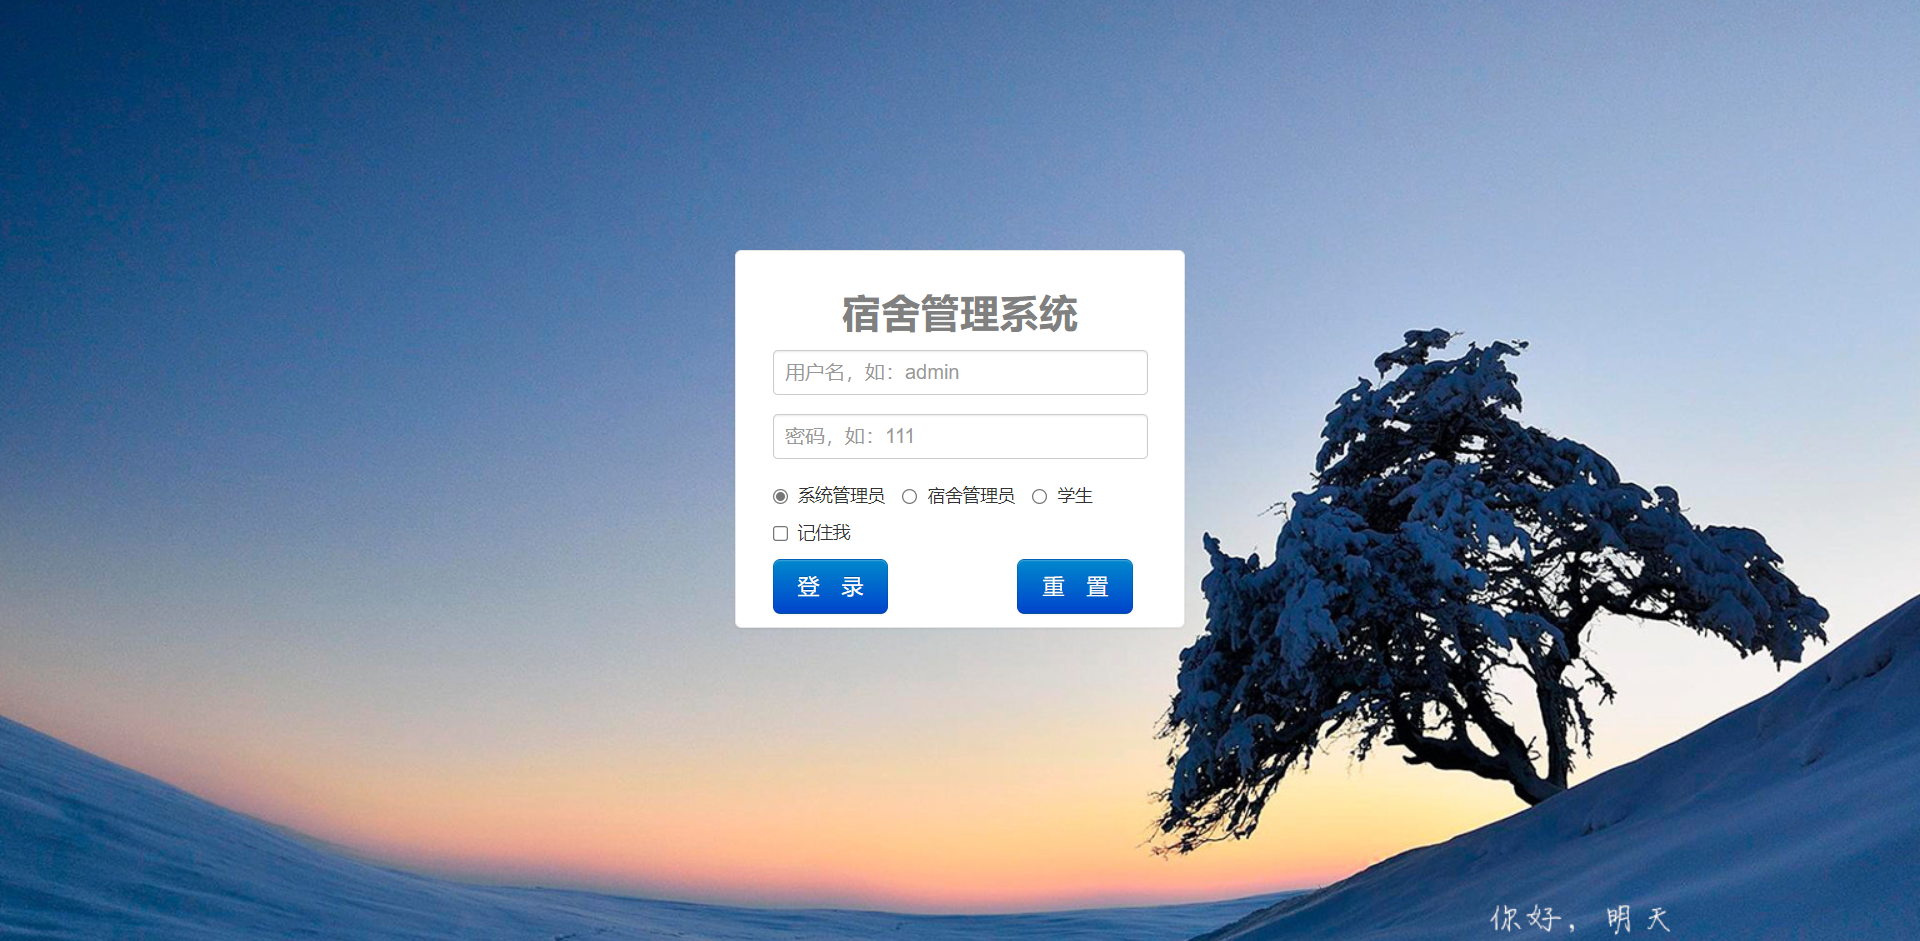 宿舍管理系统
用户名，如：admin
密码，如：111
系统管理员 宿舍管理员 学生
记住我
登 录 重 置
你好，明天